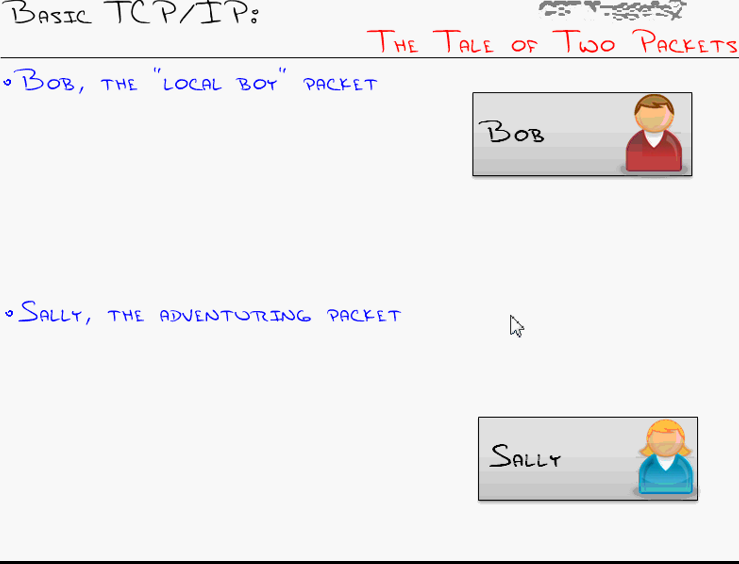 Basic TCP/IP:
The Tale of Two Packets
Bob, the "local boy" packet
Bob
Sally, the adventuring packet
Sally